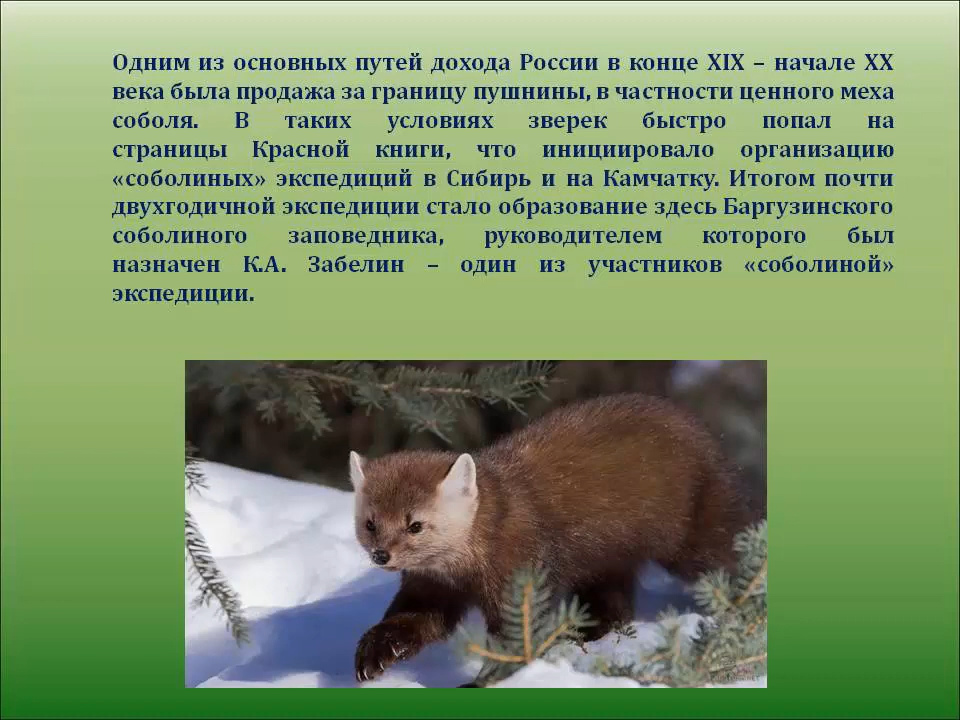 Одним из основных путей дохода России в конце XIX – начале XX
века была продажа за границу пушнины, в частности ценного меха
соболя. В таких условиях зверек быстро попал на
страницы Красной книги, что инициировало организацию
«соболиных» экспедиций в Сибирь и на Камчатку. Итогом почти
двухгодичной экспедиции стало образование здесь Баргузинского
соболиного заповедника, руководителем которого был
назначен К.А. Забелин – один из участников «соболиной»
экспедиции.